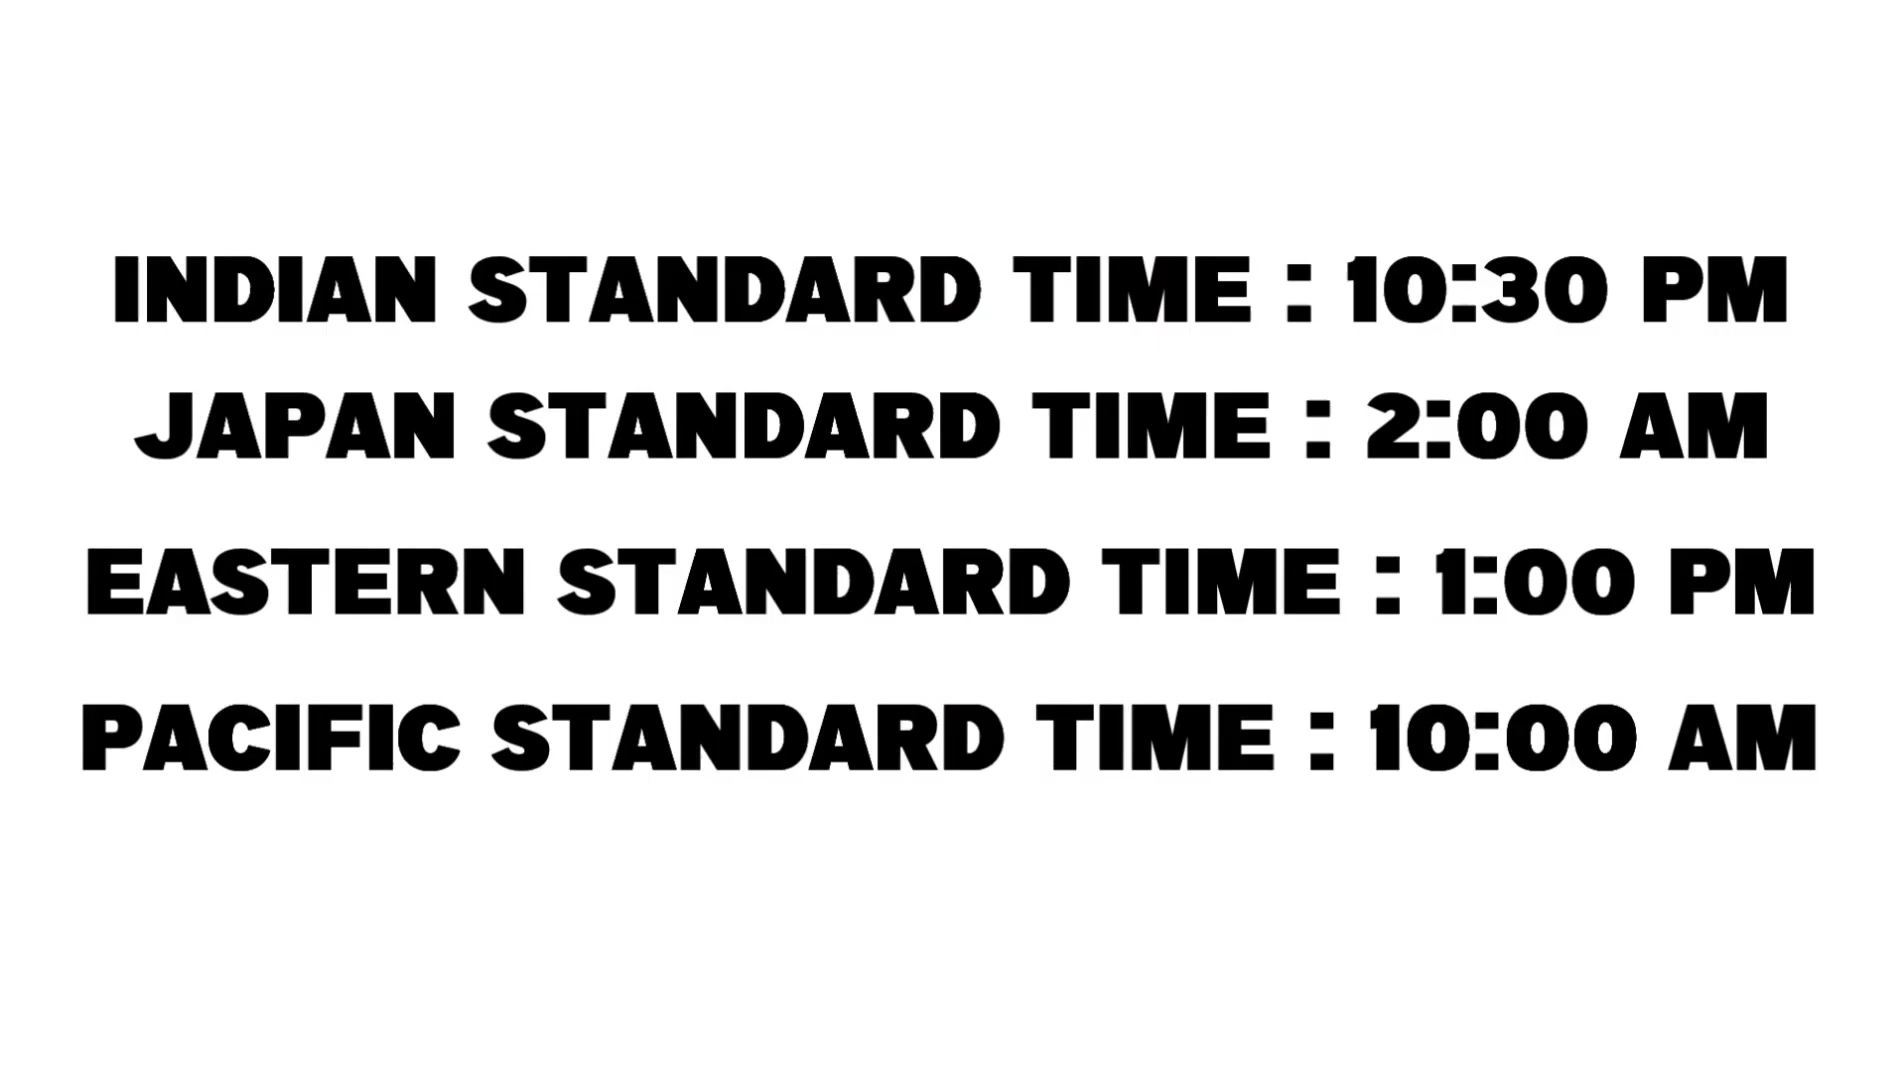 INDIAN STANDARD TIME : 10:30 PM
JAPAN STANDARD TIME : 2:00 AM
EASTERN STANDARD TIME : 1:00 PM
PACIFIC STANDARD TIME : 10:00 AM